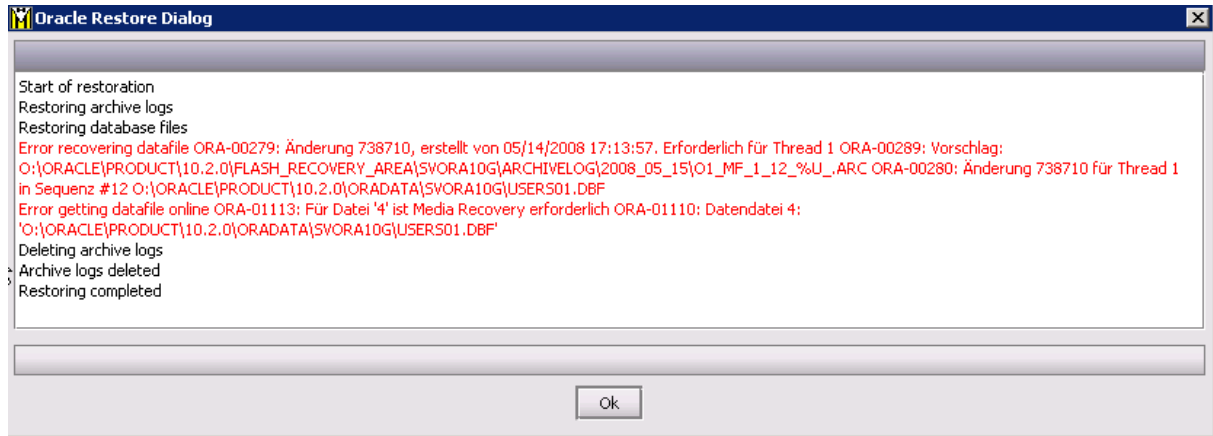 Oracle Restore Dialog
Start of restoration
Restoring archive logs
Restoring database files
Error recovering datafile ORA-00279: Änderung 738710, erstellt von 05/14/2008 17:13:57. Erforderlich für Thread 1 ORA-00289: Vorschlag:
O:\ORACLE\PRODUCT\10.2.0\FLASH_RECOVERY_AREA\SVORA10G\ARCHIVELOG\2008_05_15\O1_MF_1_12_%U_.ARC ORA-00280: Änderung 738710 für Thread 1
in Sequenz #12 O:\ORACLE\PRODUCT\10.2.0\ORADATA\SVORA10G\USERS01.DBF
Error getting datafile online ORA-01113: Für Datei '4' ist Media Recovery erforderlich ORA-01110: Datendatei 4:
'O:\ORACLE\PRODUCT\10.2.0\ORADATA\SVORA10G\USERS01.DBF'
Deleting archive logs
Archive logs deleted
Restoring completed
Ok